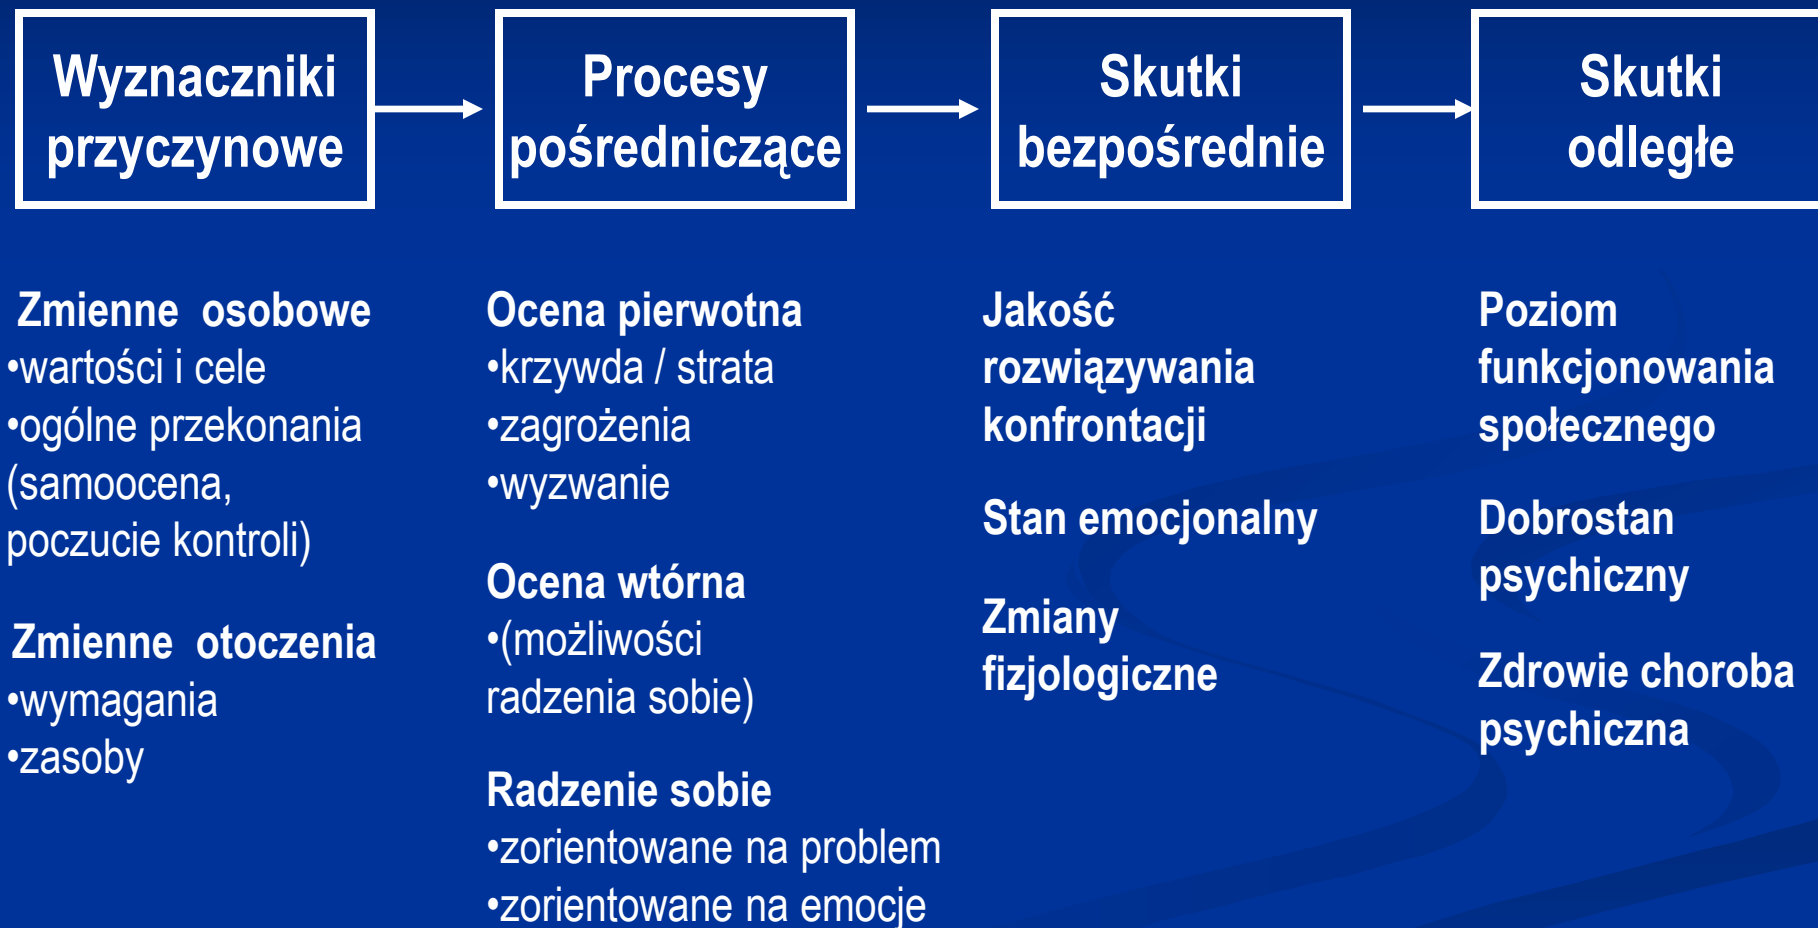 Wyznaczniki
przyczynowe
Procesy
pośredniczące
Skutki
bezpośrednie
Skutki
odległe
Zmienne osobowe
•wartości i cele
•ogólne przekonania
(samoocena,
poczucie kontroli)
Zmienne otoczenia
•wymagania
•zasoby
Ocena pierwotna
•krzywda / strata
•zagrożenia
•wyzwanie
Ocena wtórna
•(możliwości
radzenia sobie)
Radzenie sobie
•zorientowane na problem
•zorientowane na emocje
Jakość
rozwiązywania
konfrontacji
Stan emocjonalny
Zmiany
fizjologiczne
Poziom
funkcjonowania
społecznego
Dobrostan
psychiczny
Zdrowie choroba
psychiczna